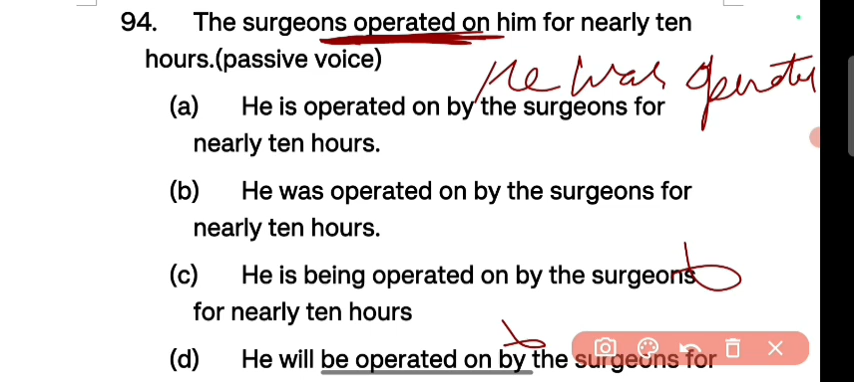 94. The surgeons operated on him for nearly ten
hours.(passive voice)
He was
(a) He is operated on by the surgeons for
nearly ten hours.
(b) He was operated on by the surgeons for
nearly ten hours.
(c) He is being operated on by the surgeons
for nearly ten hours
(d) He will be operated on by the surgeons for